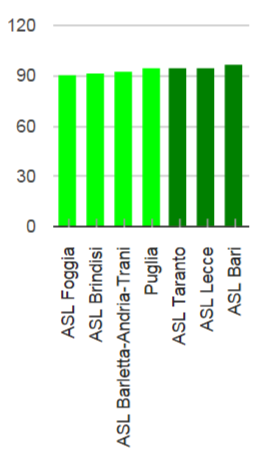 120
90
60
30
0
ASL Foggia
ASL Brindisi
ASL Barletta-Andria-Trani
Puglia
ASL Taranto
ASL Lecce
ASL Bari